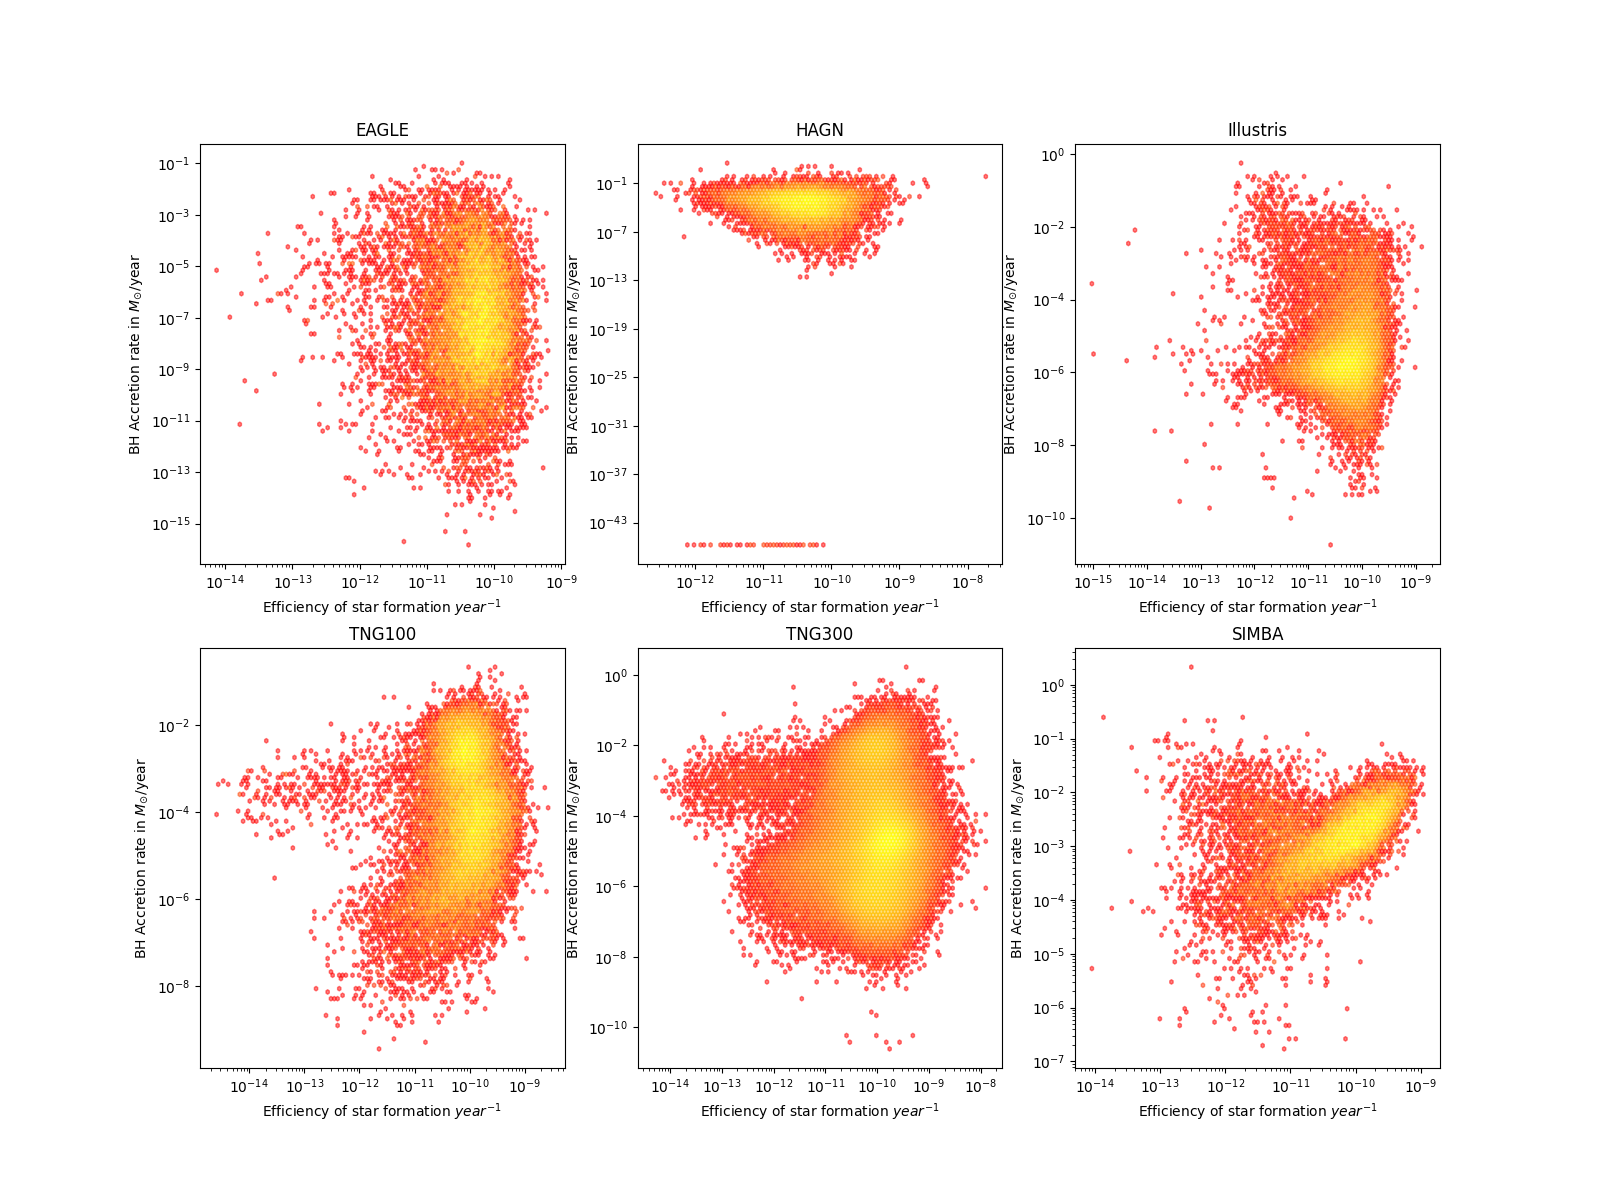 EAGLE
HAGN
Illustris
BH Accretion rate in M⊙/year
10⁻¹
10⁻³
10⁻⁵
10⁻⁷
10⁻⁹
10⁻¹¹
10⁻¹³
10⁻¹⁵
10⁻¹⁴ 10⁻¹³ 10⁻¹² 10⁻¹¹ 10⁻¹⁰ 10⁻⁹
Efficiency of star formation year⁻¹
BH Accretion rate in M⊙/year
10⁻¹
10⁻⁷
10⁻¹³
10⁻¹⁹
10⁻²⁵
10⁻³¹
10⁻³⁷
10⁻⁴³
10⁻¹² 10⁻¹¹ 10⁻¹⁰ 10⁻⁹ 10⁻⁸
Efficiency of star formation year⁻¹
BH Accretion rate in M⊙/year
10⁰
10⁻²
10⁻⁴
10⁻⁶
10⁻⁸
10⁻¹⁰
10⁻¹⁵ 10⁻¹⁴ 10⁻¹³ 10⁻¹² 10⁻¹¹ 10⁻¹⁰ 10⁻⁹
Efficiency of star formation year⁻¹
TNG100
TNG300
SIMBA
BH Accretion rate in M⊙/year
10⁻²
10⁻⁴
10⁻⁶
10⁻⁸
10⁻¹⁴ 10⁻¹³ 10⁻¹² 10⁻¹¹ 10⁻¹⁰ 10⁻⁹
Efficiency of star formation year⁻¹
BH Accretion rate in M⊙/year
10⁰
10⁻²
10⁻⁴
10⁻⁶
10⁻⁸
10⁻¹⁰
10⁻¹⁴ 10⁻¹³ 10⁻¹² 10⁻¹¹ 10⁻¹⁰ 10⁻⁹ 10⁻⁸
Efficiency of star formation year⁻¹
BH Accretion rate in M⊙/year
10⁰
10⁻¹
10⁻²
10⁻³
10⁻⁴
10⁻⁵
10⁻⁶
10⁻⁷
10⁻¹⁴ 10⁻¹³ 10⁻¹² 10⁻¹¹ 10⁻¹⁰ 10⁻⁹
Efficiency of star formation year⁻¹